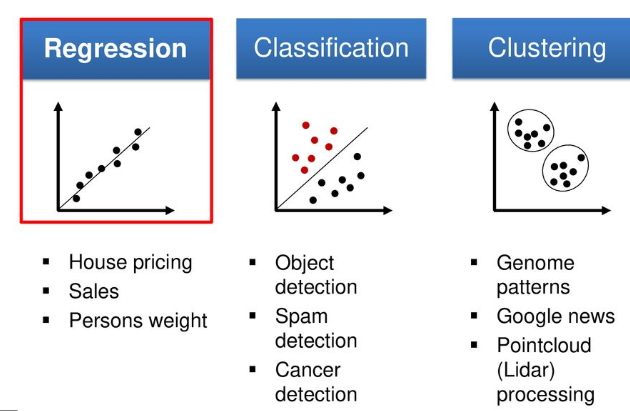 Regression
Classification
Clustering
▪ House pricing
▪ Sales
▪ Persons weight
▪ Object
detection
▪ Spam
detection
▪ Cancer
detection
▪ Genome
patterns
▪ Google news
▪ Pointcloud
(Lidar)
processing